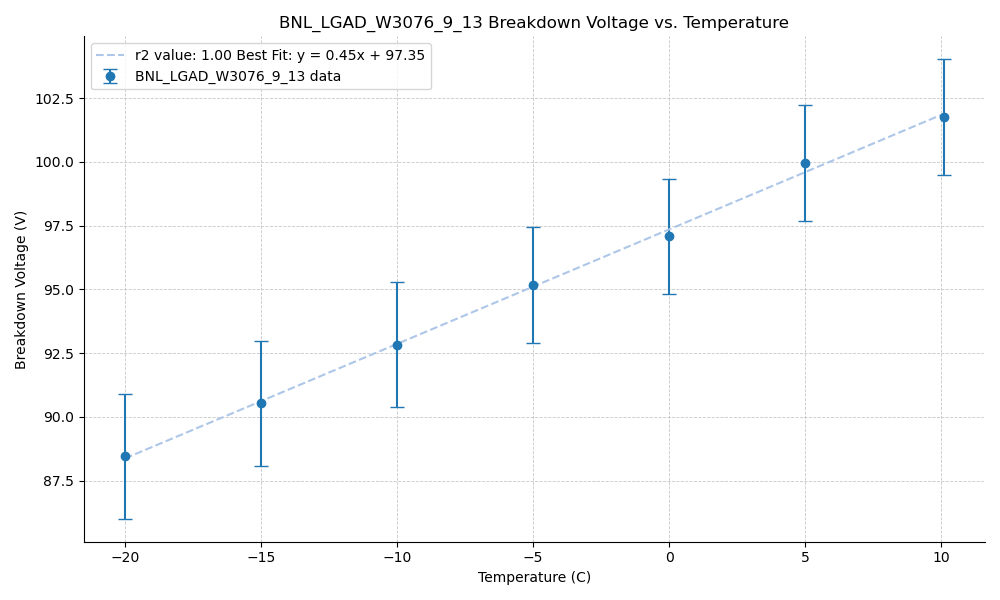 BNL_LGAD_W3076_9_13 Breakdown Voltage vs. Temperature
r2 value: 1.00 Best Fit: y = 0.45x + 97.35
BNL_LGAD_W3076_9_13 data
Breakdown Voltage (V)
102.5
100.0
97.5
95.0
92.5
90.0
87.5
−20 −15 −10 −5 0 5 10
Temperature (C)